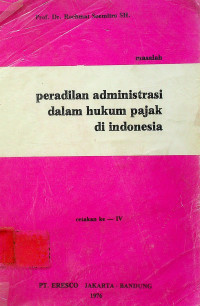 Prof. Dr. Rochmat Soemitro SH.
masalah
peradilan administrasi
dalam hukum pajak
di indonesia
cetakan ke — IV
PT ERESCO JAKARTA - BANDUNG
1976